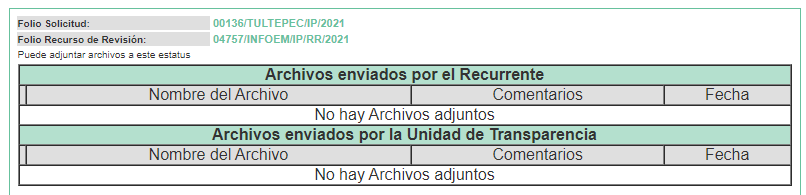 Folio Solicitud: 00136/TULTEPEC/IP/2021
Folio Recurso de Revisión: 04757/INFOEM/IP/RR/2021
Puede adjuntar archivos a este estatus
Archivos enviados por el Recurrente
Nombre del Archivo Comentarios Fecha
No hay Archivos adjuntos
Archivos enviados por la Unidad de Transparencia
Nombre del Archivo Comentarios Fecha
No hay Archivos adjuntos